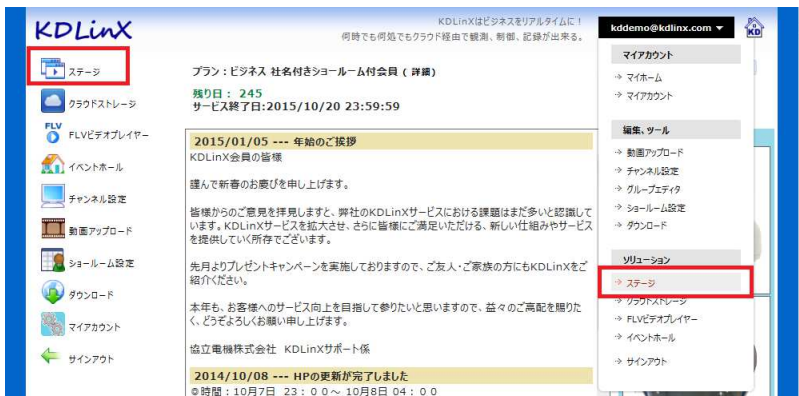 KDLinX
KDLinXはビジネスをリアルタイムに！
何時でも何処でもクラウド経由で観測、制御、記録が出来る。
kddemo@kdlinx.com ▼
KD
ステージ
クラウドストレージ
FLV
FLVビデオプレイヤー
イベントホール
チャンネル設定
動画アップロード
ショールーム設定
ダウンロード
マイアカウント
サインアウト
プラン：ビジネス 社名付きショールーム付会員 ( 詳細)
残り日： 245
サービス終了日:2015/10/20 23:59:59
2015/01/05 --- 年始のご挨拶
KDLinX会員の皆様
謹んで新春のお慶びを申し上げます。
皆様からのご意見を拝見しますと、弊社のKDLinXサービスにおける課題はまだ多いと認識して
います。KDLinXサービスを拡大させ、さらに皆様にご満足いただける、新しい仕組みやサービス
を提供していく所存でございます。
先月よりプレゼントキャンペーンを実施しておりますので、ご友人・ご家族の方にもKDLinXをご
紹介ください。
本年も、お客様へのサービス向上を目指して参りたいと思いますので、益々のご高配を賜りた
く、どうぞよろしくお願い申し上げます。
協立電機株式会社 KDLinXサポート係
2014/10/08 --- HPの更新が完了しました
◎時間：10月7日 23：００～ 10月8日 04：００
マイアカウント
→ マイホーム
→ マイアカウント
編集、ツール
→ 動画アップロード
→ チャンネル設定
→ グループエディタ
→ ショールーム設定
→ ダウンロード
ソリューション
→ ステージ
→ クラウドストレージ
→ FLVビデオプレイヤー
→ イベントホール
→ サインアウト